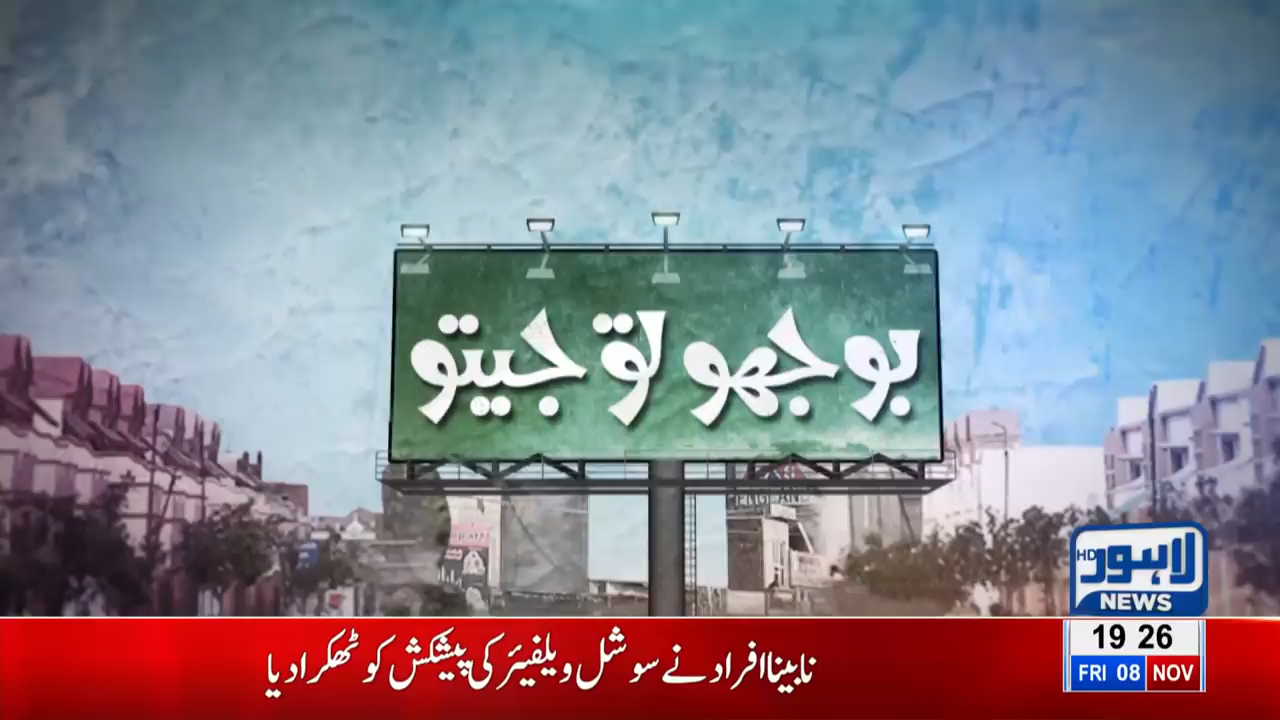 بوجھو تو جیتو
HD
لاہور
NEWS
19 26
FRI 08 NOV
نابینا افراد نے سوشل ویلفیئر کی پیشکش کو ٹھکرا دیا